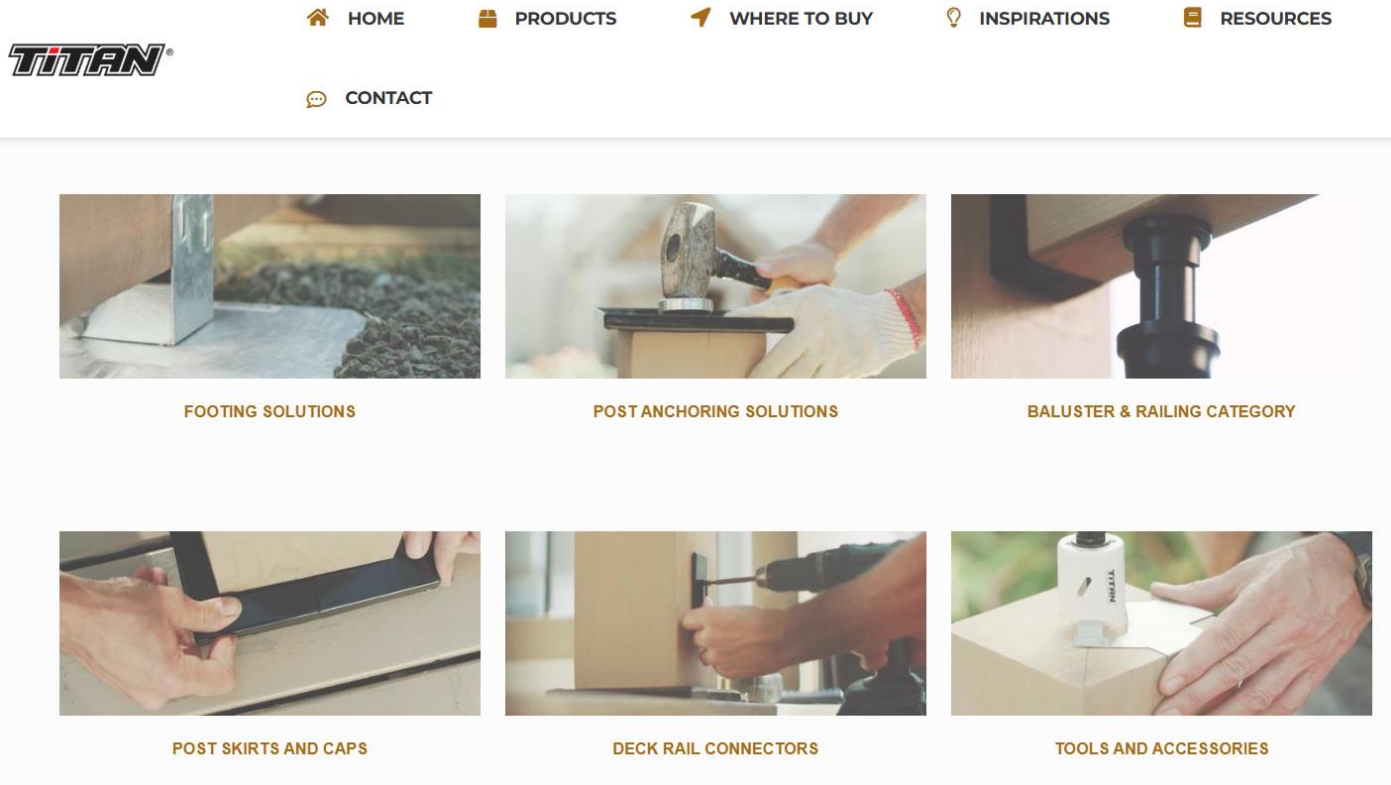 HOME
PRODUCTS
WHERE TO BUY
INSPIRATIONS
RESOURCES
TiTAN®
CONTACT
FOOTING SOLUTIONS
POST ANCHORING SOLUTIONS
BALUSTER & RAILING CATEGORY
TiTAN
POST SKIRTS AND CAPS
DECK RAIL CONNECTORS
TOOLS AND ACCESSORIES